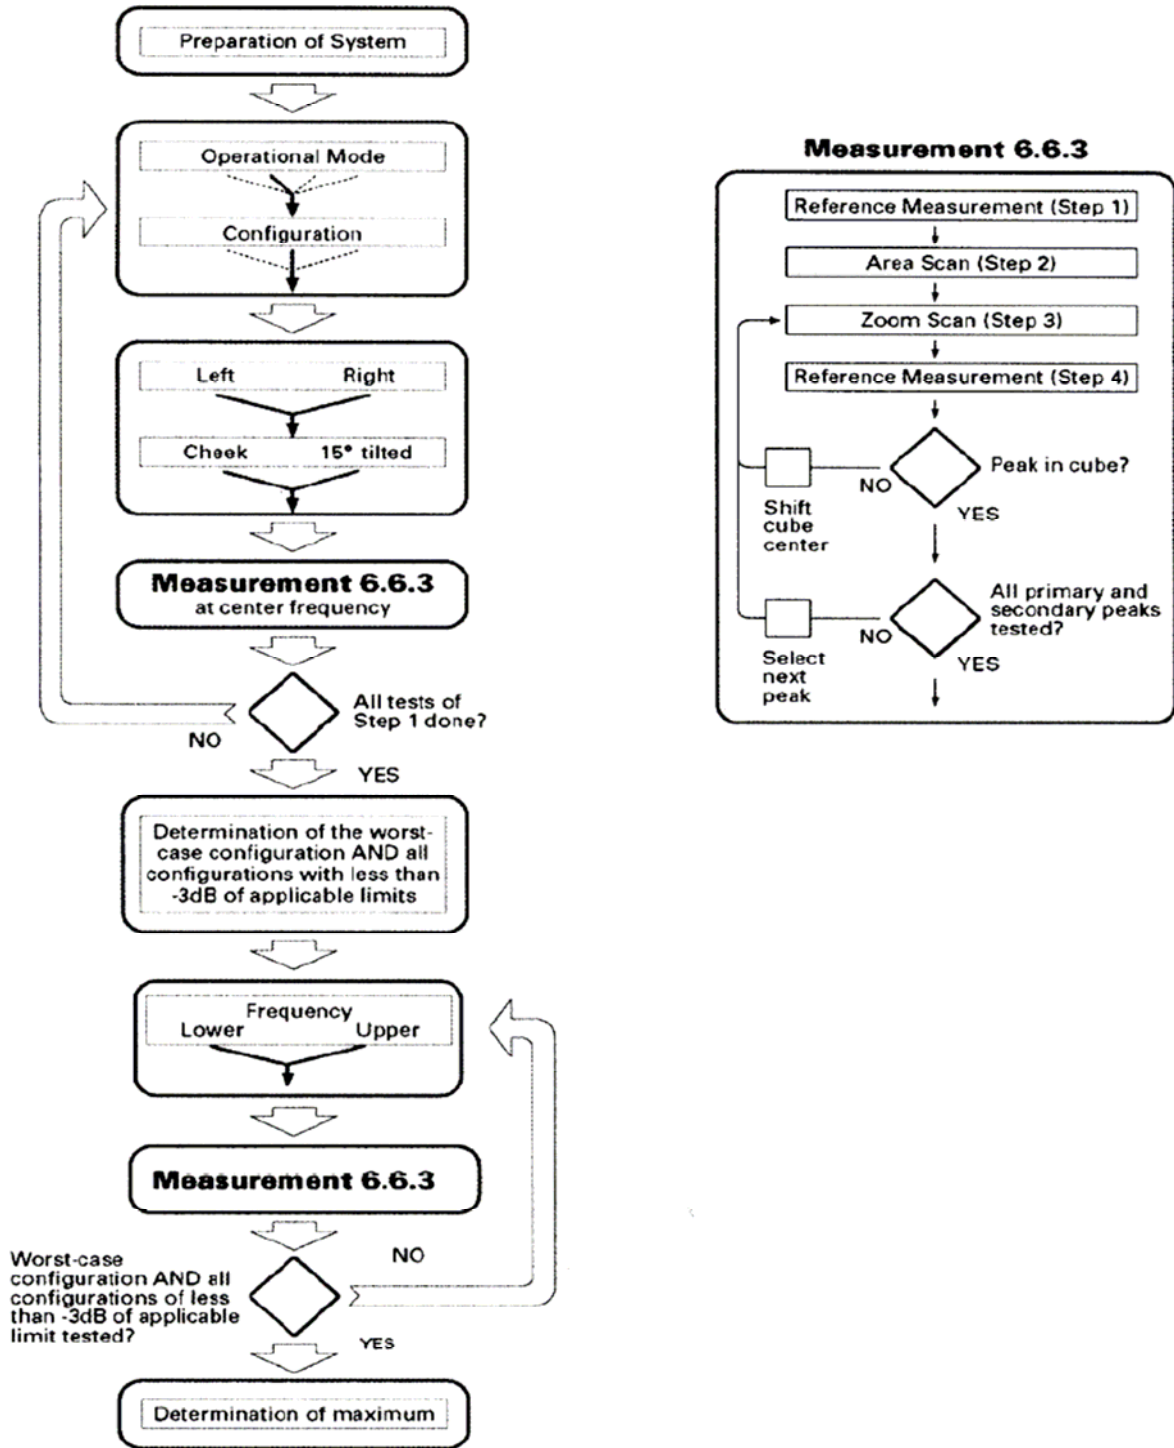 Preparation of System
Operational Mode
Configuration
Left Right
Cheek 15° tilted
Measurement 6.6.3
at center frequency
All tests of
Step 1 done?
NO
YES
Determination of the worst-
case configuration AND all
configurations with less than
-3dB of applicable limits
Frequency
Lower Upper
Measurement 6.6.3
Worst-case
configuration AND all
configurations of less
than -3dB of applicable
limit tested?
NO
YES
Determination of maximum
Measurement 6.6.3
Reference Measurement (Step 1)
Area Scan (Step 2)
Zoom Scan (Step 3)
Reference Measurement (Step 4)
Peak in cube?
NO
YES
Shift
cube
center
All primary and
secondary peaks
tested?
NO
YES
Select
next
peak